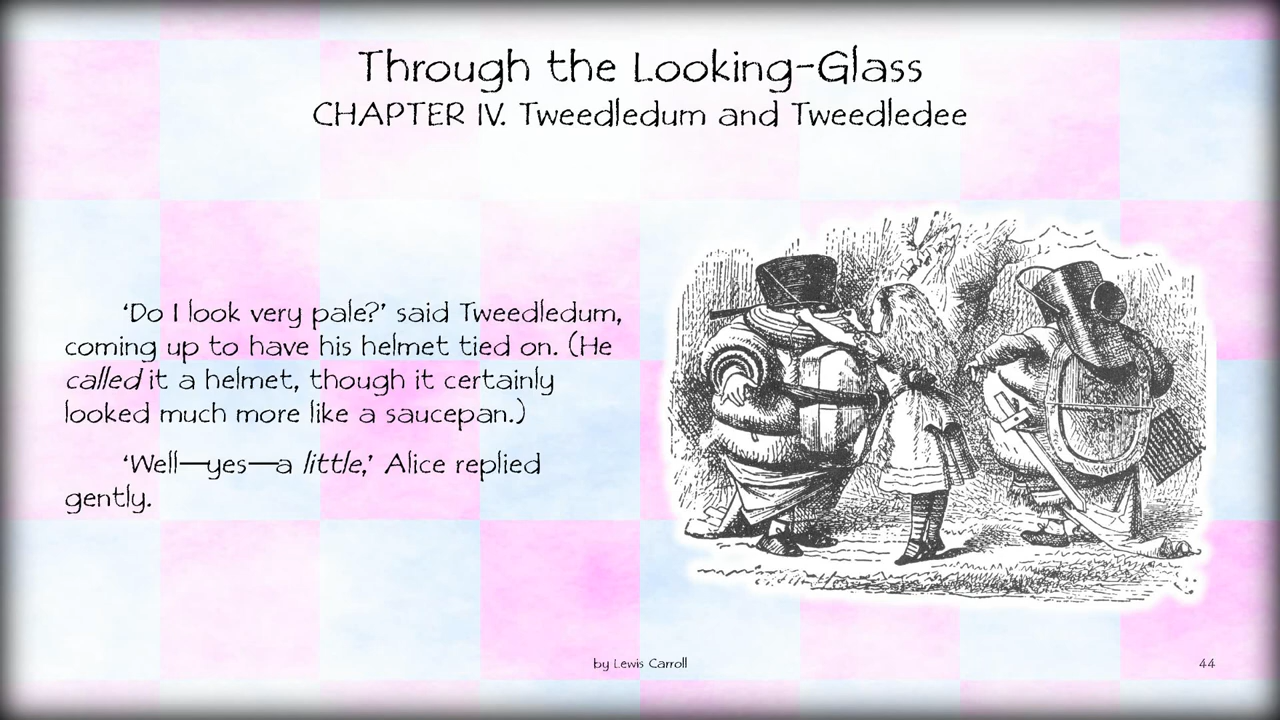 Through the Looking-Glass
CHAPTER IV. Tweedledum and Tweedledee
‘Do I look very pale?’ said Tweedledum,
coming up to have his helmet tied on. (He
called it a helmet, though it certainly
looked much more like a saucepan.)
‘Well—yes—a little,’ Alice replied
gently.
by Lewis Carroll
44